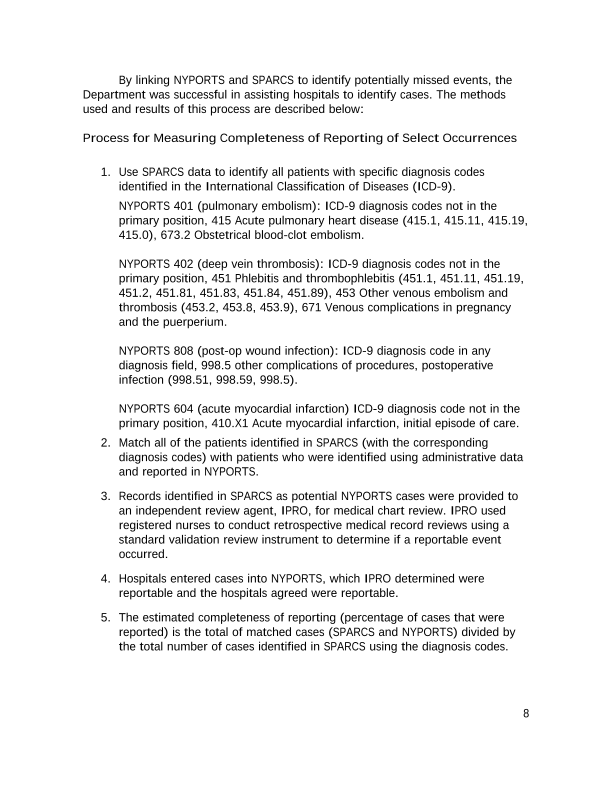 By linking NYPORTS and SPARCS to identify potentially missed events, the
Department was successful in assisting hospitals to identify cases. The methods
used and results of this process are described below:
Process for Measuring Completeness of Reporting of Select Occurrences
1. Use SPARCS data to identify all patients with specific diagnosis codes
identified in the International Classification of Diseases (ICD-9).
NYPORTS 401 (pulmonary embolism): ICD-9 diagnosis codes not in the
primary position, 415 Acute pulmonary heart disease (415.1, 415.11, 415.19,
415.0), 673.2 Obstetrical blood-clot embolism.
NYPORTS 402 (deep vein thrombosis): ICD-9 diagnosis codes not in the
primary position, 451 Phlebitis and thrombophlebitis (451.1, 451.11, 451.19,
451.2, 451.81, 451.83, 451.84, 451.89), 453 Other venous embolism and
thrombosis (453.2, 453.8, 453.9), 671 Venous complications in pregnancy
and the puerperium.
NYPORTS 808 (post-op wound infection): ICD-9 diagnosis code in any
diagnosis field, 998.5 other complications of procedures, postoperative
infection (998.51, 998.59, 998.5).
NYPORTS 604 (acute myocardial infarction) ICD-9 diagnosis code not in the
primary position, 410.X1 Acute myocardial infarction, initial episode of care.
2. Match all of the patients identified in SPARCS (with the corresponding
diagnosis codes) with patients who were identified using administrative data
and reported in NYPORTS.
3. Records identified in SPARCS as potential NYPORTS cases were provided to
an independent review agent, IPRO, for medical chart review. IPRO used
registered nurses to conduct retrospective medical record reviews using a
standard validation review instrument to determine if a reportable event
occurred.
4. Hospitals entered cases into NYPORTS, which IPRO determined were
reportable and the hospitals agreed were reportable.
5. The estimated completeness of reporting (percentage of cases that were
reported) is the total of matched cases (SPARCS and NYPORTS) divided by
the total number of cases identified in SPARCS using the diagnosis codes.
8